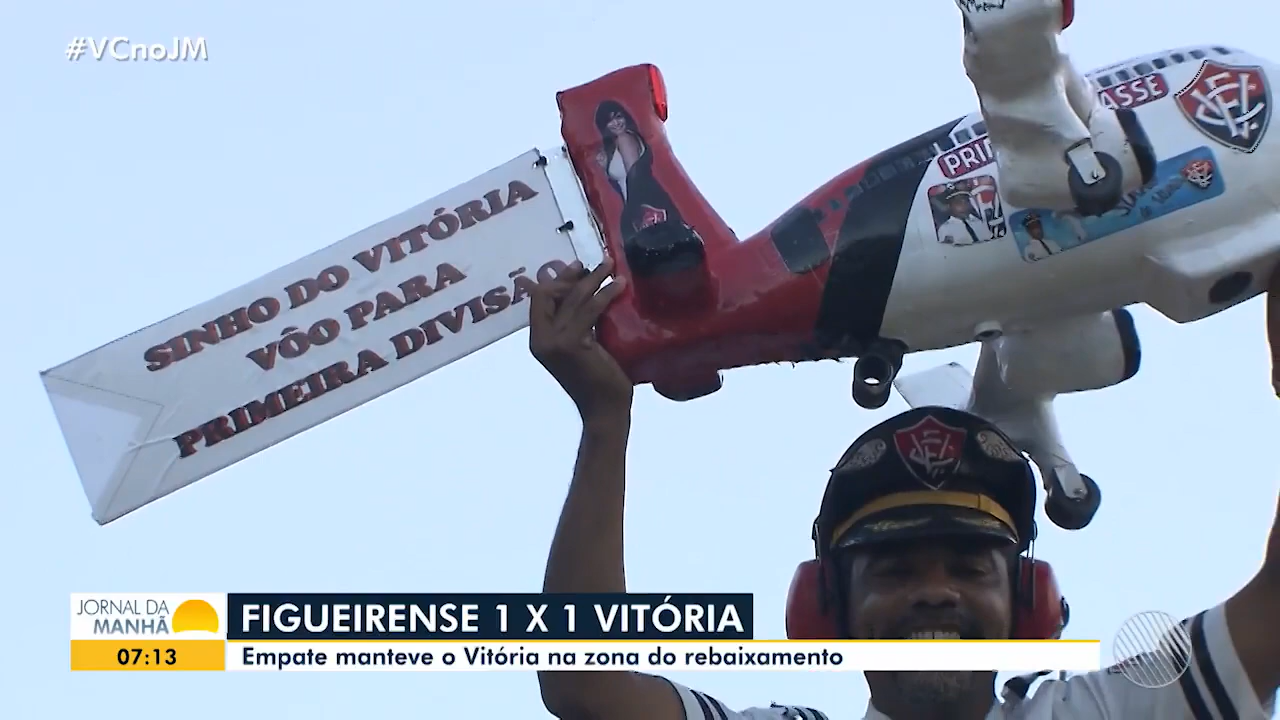 #VCnoJM
ASSE
PRI
SINHO DO VITÓRIA
VÔO PARA
PRIMEIRA DIVISÃO
JORNAL DA
MANHÃ
07:13
FIGUEIRENSE 1 X 1 VITÓRIA
Empate manteve o Vitória na zona do rebaixamento